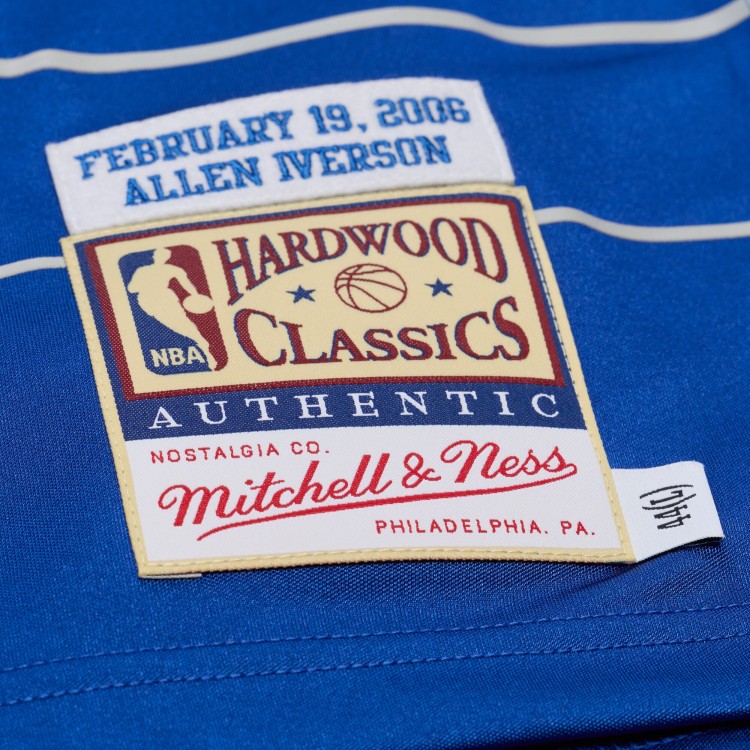 FEBRUARY 19, 2006
ALLEN IVERSON
HARDWOOD
CLASSICS
NBA
AUTHENTIC
NOSTALGIA CO.
Mitchell & Ness
PHILADELPHIA. PA.
44(L)